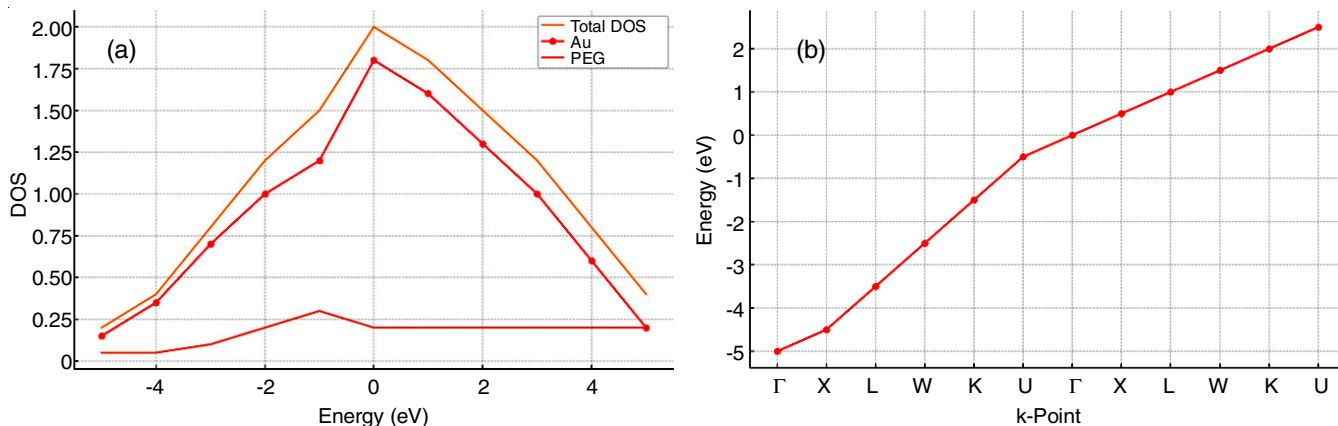 (a)
Total DOS
Au
PEG
DOS
2.00
1.75
1.50
1.25
1.00
0.75
0.50
0.25
0
-4 -2 0 2 4
Energy (eV)
(b)
Energy (eV)
2
1
0
-1
-2
-3
-4
-5
Γ X L W K U Γ X L W K U
k-Point